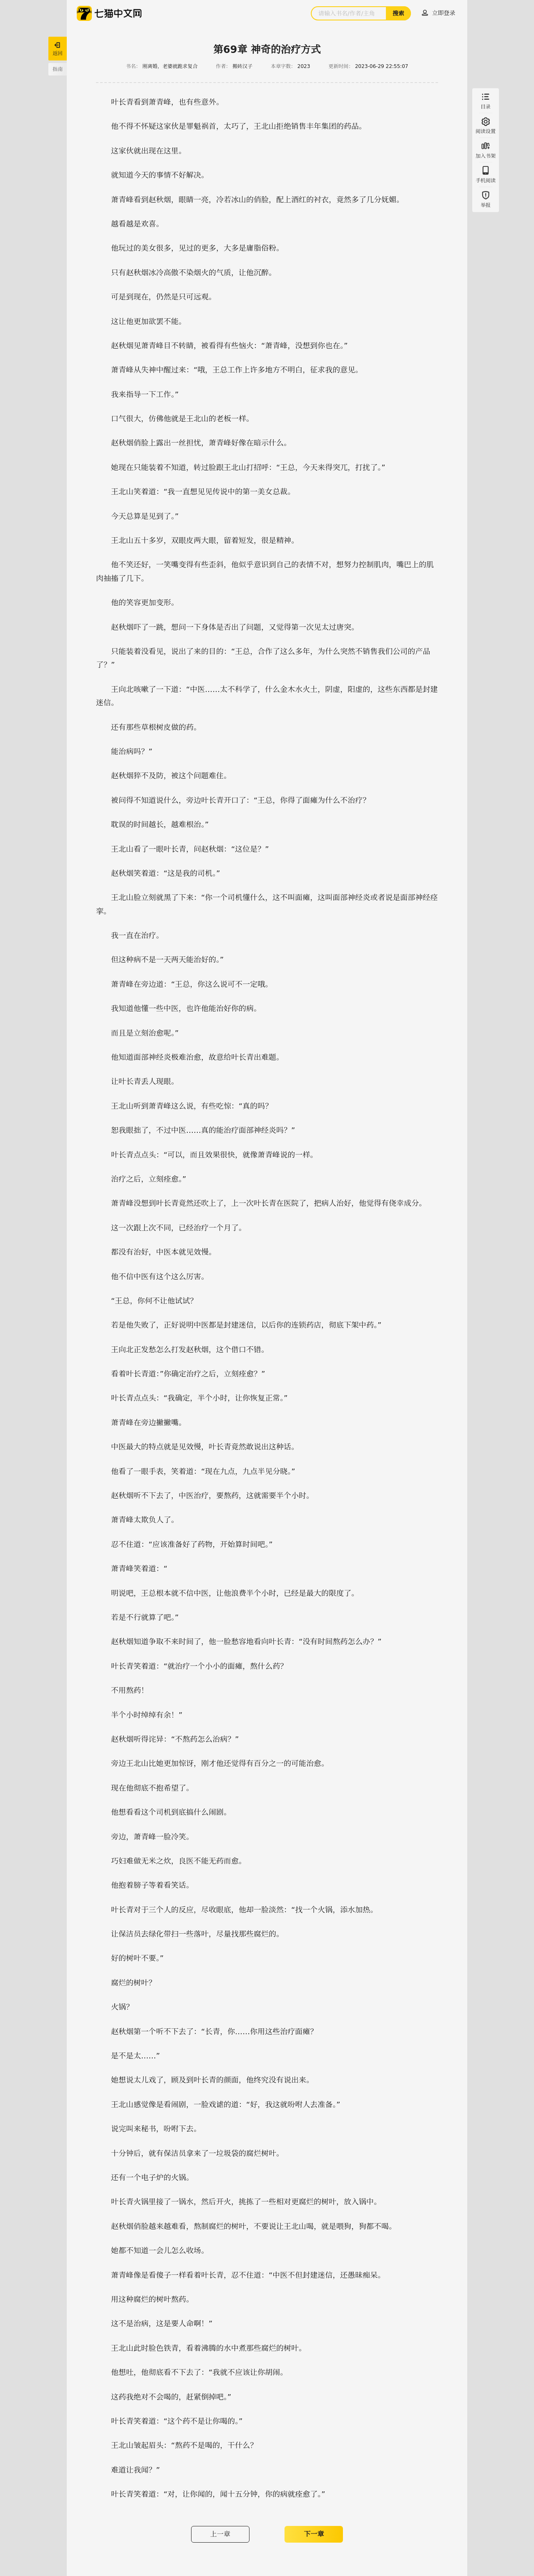 七猫中文网
请输入书名/作者/主角
搜索
立即登录
返回
快读
目录
阅读设置
加入书架
手机阅读
举报
第69章 神奇的治疗方式
书名： 刚满锁，老婆就跪求复合 作者： 赖砖汉子 本章字数： 2023 更新时间： 2023-06-29 22:55:07
叶长青看到萧青峰，也有些意外。
他不得不怀疑这家伙是罪魁祸首，太巧了，王北山拒绝销售丰年集团的药品。
这家伙就出现在这里。
就知道今天的事情不好解决。
萧青峰看到赵秋烟，眼睛一亮，冷若冰山的俏脸，配上酒红的衬衣，竟然多了几分妩媚。
越看越是欢喜。
他玩过的美女很多，见过的更多，大多是庸脂俗粉。
只有赵秋烟冰冷高傲不染烟火的气质，让他沉醉。
可是到现在，仍然是只可远观。
这让他更加欲罢不能。
赵秋烟见萧青峰目不转睛，被看得有些恼火：“萧青峰，没想到你也在。”
萧青峰从失神中醒过来：“哦，王总工作上许多地方不明白，征求我的意见。
我来指导一下工作。”
口气很大，仿佛他就是王北山的老板一样。
赵秋烟俏脸上露出一丝担忧，萧青峰好像在暗示什么。
她现在只能装着不知道，转过脸跟王北山打招呼：“王总，今天来得突兀，打扰了。”
王北山笑着道：“我一直想见见传说中的第一美女总裁。
今天总算是见到了。”
王北山五十多岁，双眼皮两大眼，留着短发，很是精神。
他不笑还好，一笑嘴变得有些歪斜，他似乎意识到自己的表情不对，想努力控制肌肉，嘴巴上的肌
肉抽搐了几下。
他的笑容更加变形。
赵秋烟吓了一跳，想问一下身体是否出了问题，又觉得第一次见太过唐突。
只能装着没看见，说出了来的目的：“王总，合作了这么多年，为什么突然不销售我们公司的产品
了？”
王向北咳嗽了一下道：“中医……太不科学了，什么金木水火土，阴虚，阳虚的，这些东西都是封建
迷信。
还有那些草根树皮做的药。
能治病吗？”
赵秋烟猝不及防，被这个问题难住。
被问得不知道说什么，旁边叶长青开口了：“王总，你得了面瘫为什么不治疗？
耽误的时间越长，越难根治。”
王北山看了一眼叶长青，问赵秋烟：“这位是？”
赵秋烟笑着道：“这是我的司机。”
王北山脸立刻就黑了下来：“你一个司机懂什么，这不叫面瘫，这叫面部神经炎或者说是面部神经痉
挛。
我一直在治疗。
但这种病不是一天两天能治好的。”
萧青峰在旁边道：“王总，你这么说可不一定哦。
我知道他懂一些中医，也许他能治好你的病。
而且是立刻治愈呢。”
他知道面部神经炎极难治愈，故意给叶长青出难题。
让叶长青丢人现眼。
王北山听到萧青峰这么说，有些吃惊：“真的吗？
恕我眼拙了，不过中医……真的能治疗面部神经炎吗？”
叶长青点点头：“可以，而且效果很快，就像萧青峰说的一样。
治疗之后，立刻痊愈。”
萧青峰没想到叶长青竟然还吹上了，上一次叶长青在医院了，把病人治好，他觉得有侥幸成分。
这一次跟上次不同，已经治疗一个月了。
都没有治好，中医本就见效慢。
他不信中医有这个这么厉害。
“王总，你何不让他试试？
若是他失败了，正好说明中医都是封建迷信，以后你的连锁药店，彻底下架中药。”
王向北正发愁怎么打发赵秋烟，这个借口不错。
看着叶长青道：“你确定治疗之后，立刻痊愈？”
叶长青点点头：“我确定，半个小时，让你恢复正常。”
萧青峰在旁边撇撇嘴。
中医最大的特点就是见效慢，叶长青竟然敢说出这种话。
他看了一眼手表，笑着道：“现在九点，九点半见分晓。”
赵秋烟听不下去了，中医治疗，要熬药，这就需要半个小时。
萧青峰太欺负人了。
忍不住道：“应该准备好了药物，开始算时间吧。”
萧青峰笑着道：“
明说吧，王总根本就不信中医，让他浪费半个小时，已经是最大的限度了。
若是不行就算了吧。”
赵秋烟知道争取不来时间了，他一脸愁容地看向叶长青：“没有时间熬药怎么办？”
叶长青笑着道：“就治疗一个小小的面瘫，熬什么药？
不用熬药！
半个小时绰绰有余！”
赵秋烟听得诧异：“不熬药怎么治病？”
旁边王北山比她更加惊讶，刚才他还觉得有百分之一的可能治愈。
现在他彻底不抱希望了。
他想看看这个司机到底搞什么闹剧。
旁边，萧青峰一脸冷笑。
巧妇难做无米之炊，良医不能无药而愈。
他抱着膀子等着看笑话。
叶长青对于三个人的反应，尽收眼底，他却一脸淡然：“找一个火锅，添水加热。
让保洁员去绿化带扫一些落叶，尽量找那些腐烂的。
好的树叶不要。”
腐烂的树叶？
火锅？
赵秋烟第一个听不下去了：“长青，你……你用这些治疗面瘫？
是不是太……”
她想说太儿戏了，顾及到叶长青的颜面，他终究没有说出来。
王北山感觉像是看闹剧，一脸戏谑的道：“好，我这就吩咐人去准备。”
说完叫来秘书，吩咐下去。
十分钟后，就有保洁员拿来了一垃圾袋的腐烂树叶。
还有一个电子炉的火锅。
叶长青火锅里接了一锅水，然后开火，挑拣了一些相对更腐烂的树叶，放入锅中。
赵秋烟俏脸越来越难看，熬制腐烂的树叶，不要说让王北山喝，就是喂狗，狗都不喝。
她都不知道一会儿怎么收场。
萧青峰像是看傻子一样看着叶长青，忍不住道：“中医不但封建迷信，还愚昧痴呆。
用这种腐烂的树叶熬药。
这不是治病，这是要人命啊！”
王北山此时脸色铁青，看着沸腾的水中煮那些腐烂的树叶。
他想吐，他彻底看不下去了：“我就不应该让你胡闹。
这药我绝对不会喝的，赶紧倒掉吧。”
叶长青笑着道：“这个药不是让你喝的。”
王北山皱起眉头：“熬药不是喝的，干什么？
难道让我闻？”
叶长青笑着道：“对，让你闻的，闻十五分钟，你的病就痊愈了。”
上一章
下一章